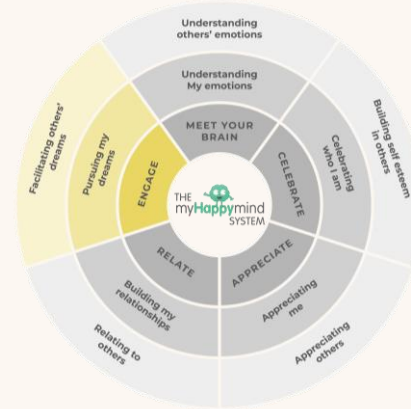 Understanding
others' emotions
Understanding
My emotions
MEET YOUR
BRAIN
Building self esteem
in others
Celebrating
who I am
CELEBRATE
Appreciating
others
Appreciating
me
APPRECIATE
Relating to
others
Building my
relationships
RELATE
Facilitating others'
dreams
Pursuing my
dreams
ENGAGE
THE
myHappymind
SYSTEM